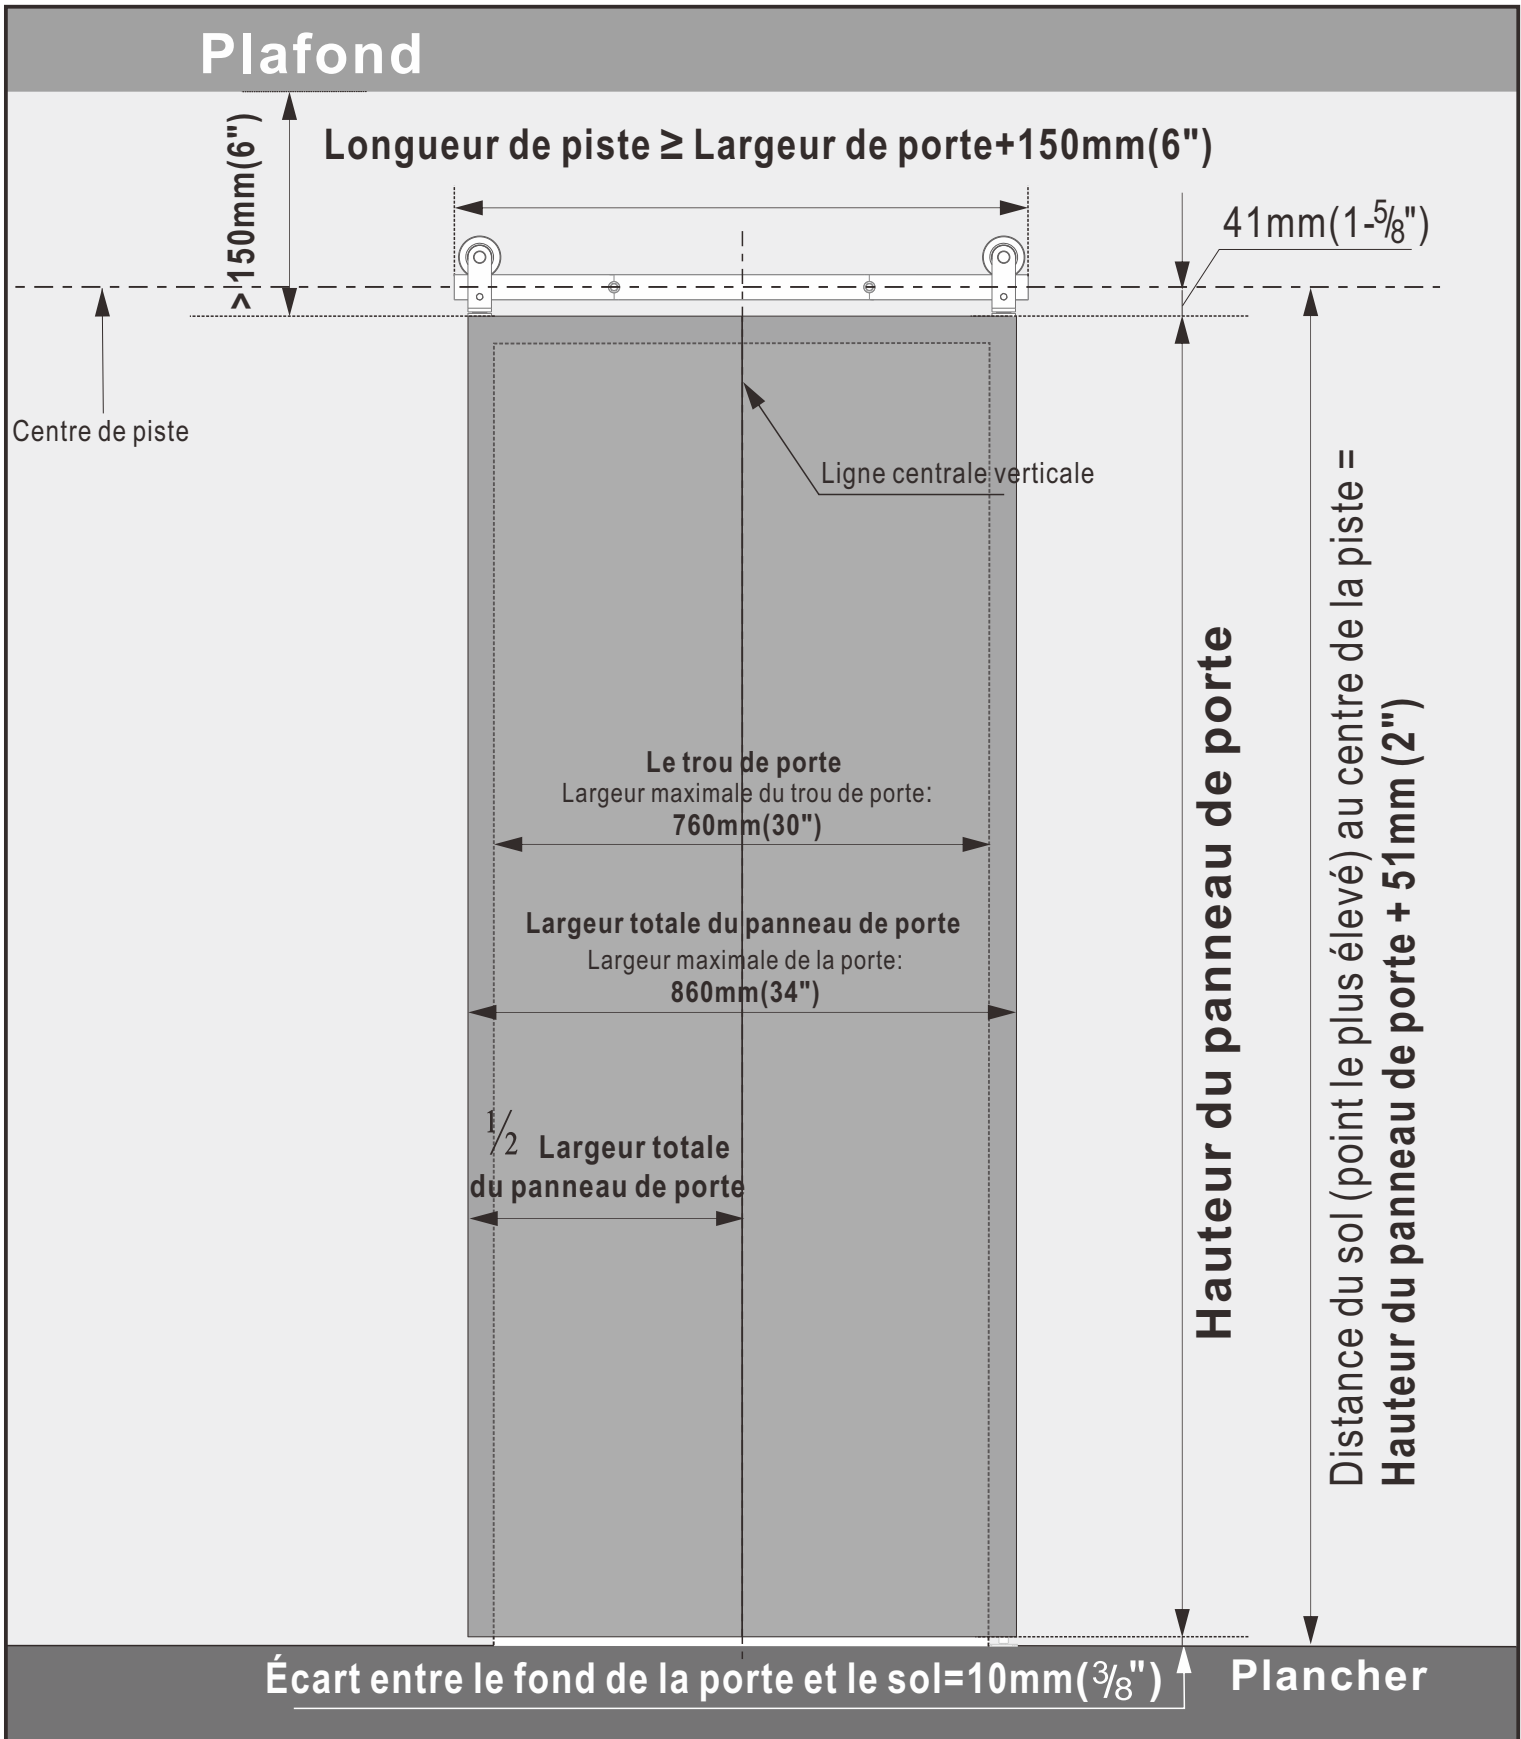 Plafond
> 150mm(6")
Longueur de piste ≥ Largeur de porte+150mm(6")
41mm(1-⅝")
Centre de piste
Ligne centrale verticale
Le trou de porte
Largeur maximale du trou de porte:
760mm(30")
Largeur totale du panneau de porte
Largeur maximale de la porte:
860mm(34")
½ Largeur totale
du panneau de porte
Hauteur du panneau de porte
Distance du sol (point le plus élevé) au centre de la piste =
Hauteur du panneau de porte + 51mm (2")
Écart entre le fond de la porte et le sol=10mm(⅜")
Plancher